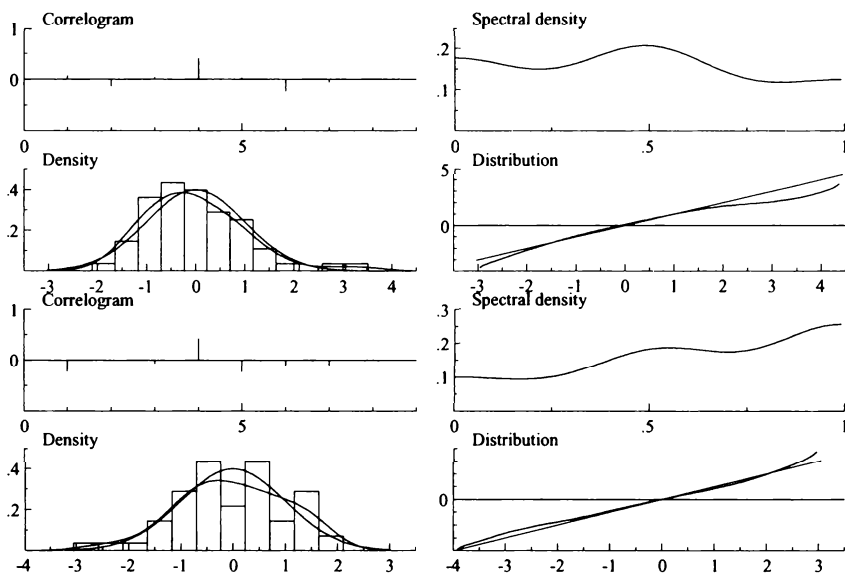 Correlogram
1
0
0 5
Spectral density
.2
.1
0 .5 1
Density
.4
.2
-3 -2 -1 0 1 2 3 4
Distribution
5
0
-3 -2 -1 0 1 2 3 4
Correlogram
1
0
0 5
Spectral density
.3
.2
.1
0 .5 1
Density
.4
.2
-4 -3 -2 -1 0 1 2 3
Distribution
0
-4 -3 -2 -1 0 1 2 3